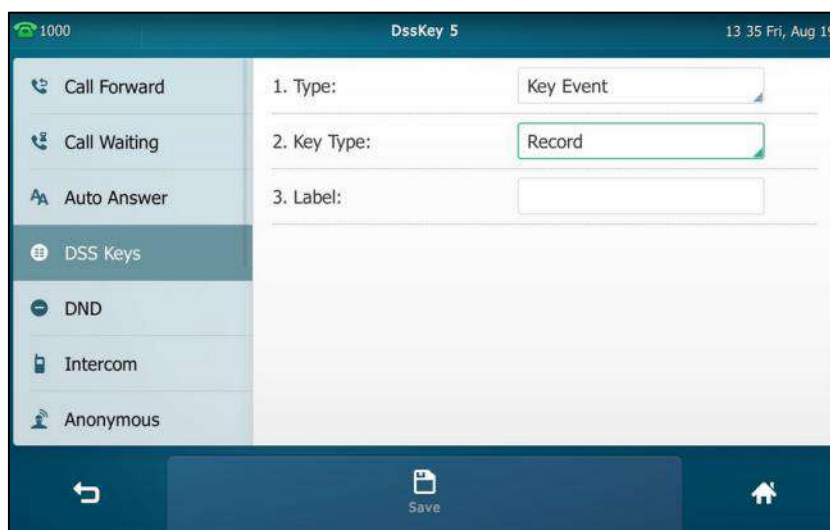 1000 DssKey 5 13 35 Fri, Aug 19
Call Forward
Call Waiting
Auto Answer
DSS Keys
DND
Intercom
Anonymous
1. Type: Key Event
2. Key Type: Record
3. Label:
Save